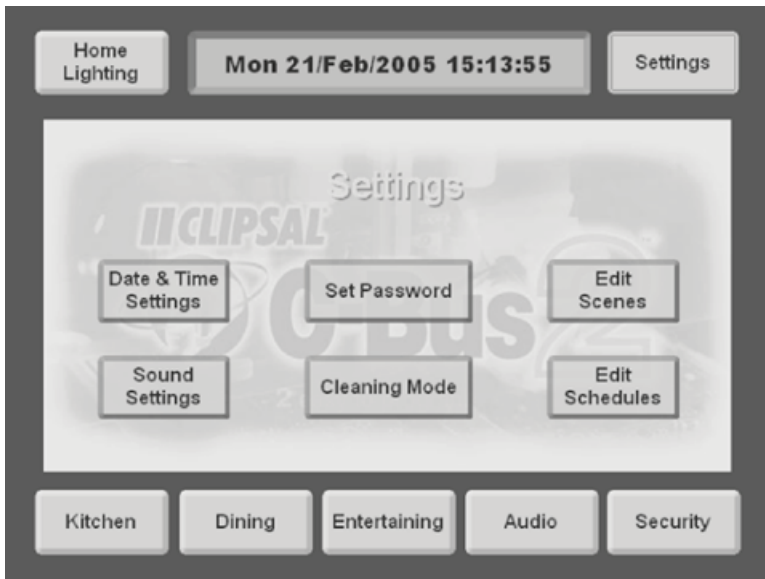 Home
Lighting
Mon 21/Feb/2005 15:13:55
Settings
Settings
CLIPSAL
C-Bus2
Date & Time
Settings
Set Password
Edit
Scenes
Sound
Settings
Cleaning Mode
Edit
Schedules
Kitchen
Dining
Entertaining
Audio
Security